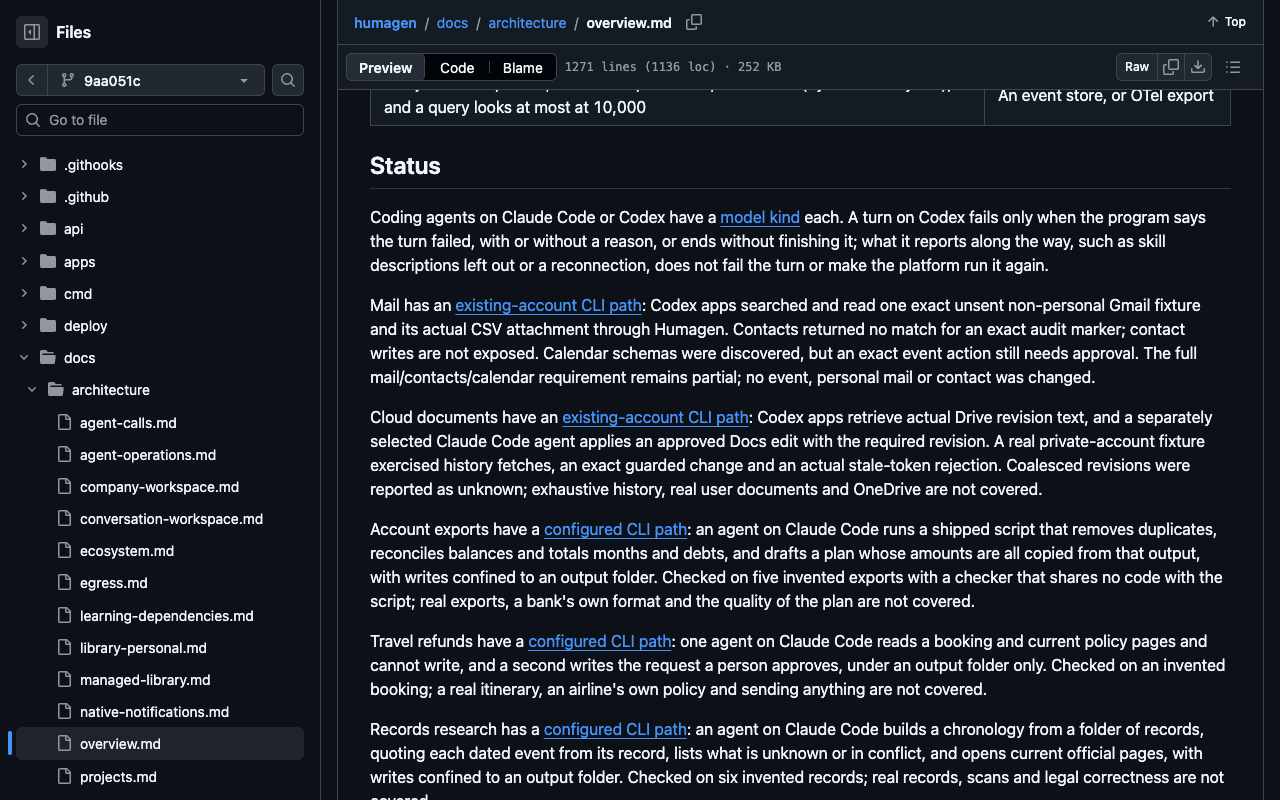 Files
9aa051c
Go to file
.githooks
.github
api
apps
cmd
deploy
docs
architecture
agent-calls.md
agent-operations.md
company-workspace.md
conversation-workspace.md
ecosystem.md
egress.md
learning-dependencies.md
library-personal.md
managed-library.md
native-notifications.md
overview.md
projects.md
humagen / docs / architecture / overview.md
Top
Preview Code Blame 1271 lines (1136 loc) · 252 KB Raw
and a query looks at most at 10,000
An event store, or OTel export
Status
Coding agents on Claude Code or Codex have a model kind each. A turn on Codex fails only when the program says
the turn failed, with or without a reason, or ends without finishing it; what it reports along the way, such as skill
descriptions left out or a reconnection, does not fail the turn or make the platform run it again.
Mail has an existing-account CLI path: Codex apps searched and read one exact unsent non-personal Gmail fixture
and its actual CSV attachment through Humagen. Contacts returned no match for an exact audit marker; contact
writes are not exposed. Calendar schemas were discovered, but an exact event action still needs approval. The full
mail/contacts/calendar requirement remains partial; no event, personal mail or contact was changed.
Cloud documents have an existing-account CLI path: Codex apps retrieve actual Drive revision text, and a separately
selected Claude Code agent applies an approved Docs edit with the required revision. A real private-account fixture
exercised history fetches, an exact guarded change and an actual stale-token rejection. Coalesced revisions were
reported as unknown; exhaustive history, real user documents and OneDrive are not covered.
Account exports have a configured CLI path: an agent on Claude Code runs a shipped script that removes duplicates,
reconciles balances and totals months and debts, and drafts a plan whose amounts are all copied from that output,
with writes confined to an output folder. Checked on five invented exports with a checker that shares no code with the
script; real exports, a bank's own format and the quality of the plan are not covered.
Travel refunds have a configured CLI path: one agent on Claude Code reads a booking and current policy pages and
cannot write, and a second writes the request a person approves, under an output folder only. Checked on an invented
booking; a real itinerary, an airline's own policy and sending anything are not covered.
Records research has a configured CLI path: an agent on Claude Code builds a chronology from a folder of records,
quoting each dated event from its record, lists what is unknown or in conflict, and opens current official pages, with
writes confined to an output folder. Checked on six invented records; real records, scans and legal correctness are not